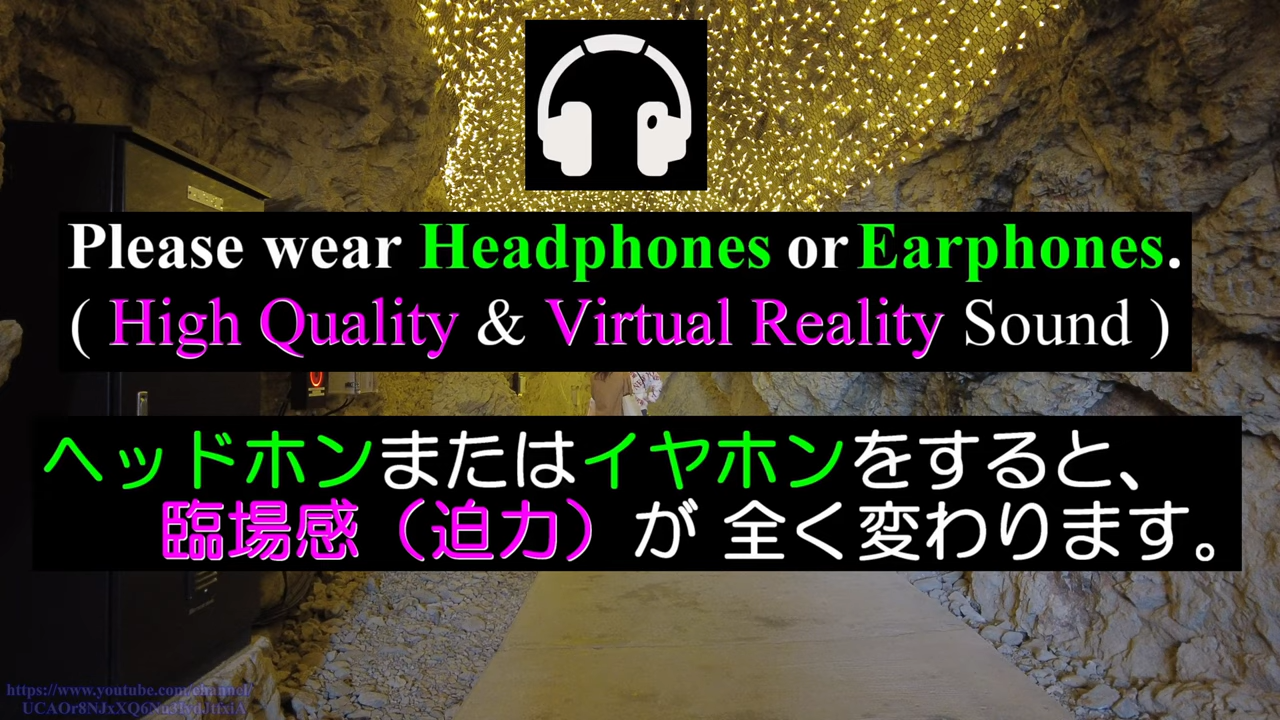 Please wear Headphones or Earphones.
( High Quality & Virtual Reality Sound )
ヘッドホンまたはイヤホンをすると、
臨場感（迫力）が 全く変わります。
https://www.youtube.com/channel/